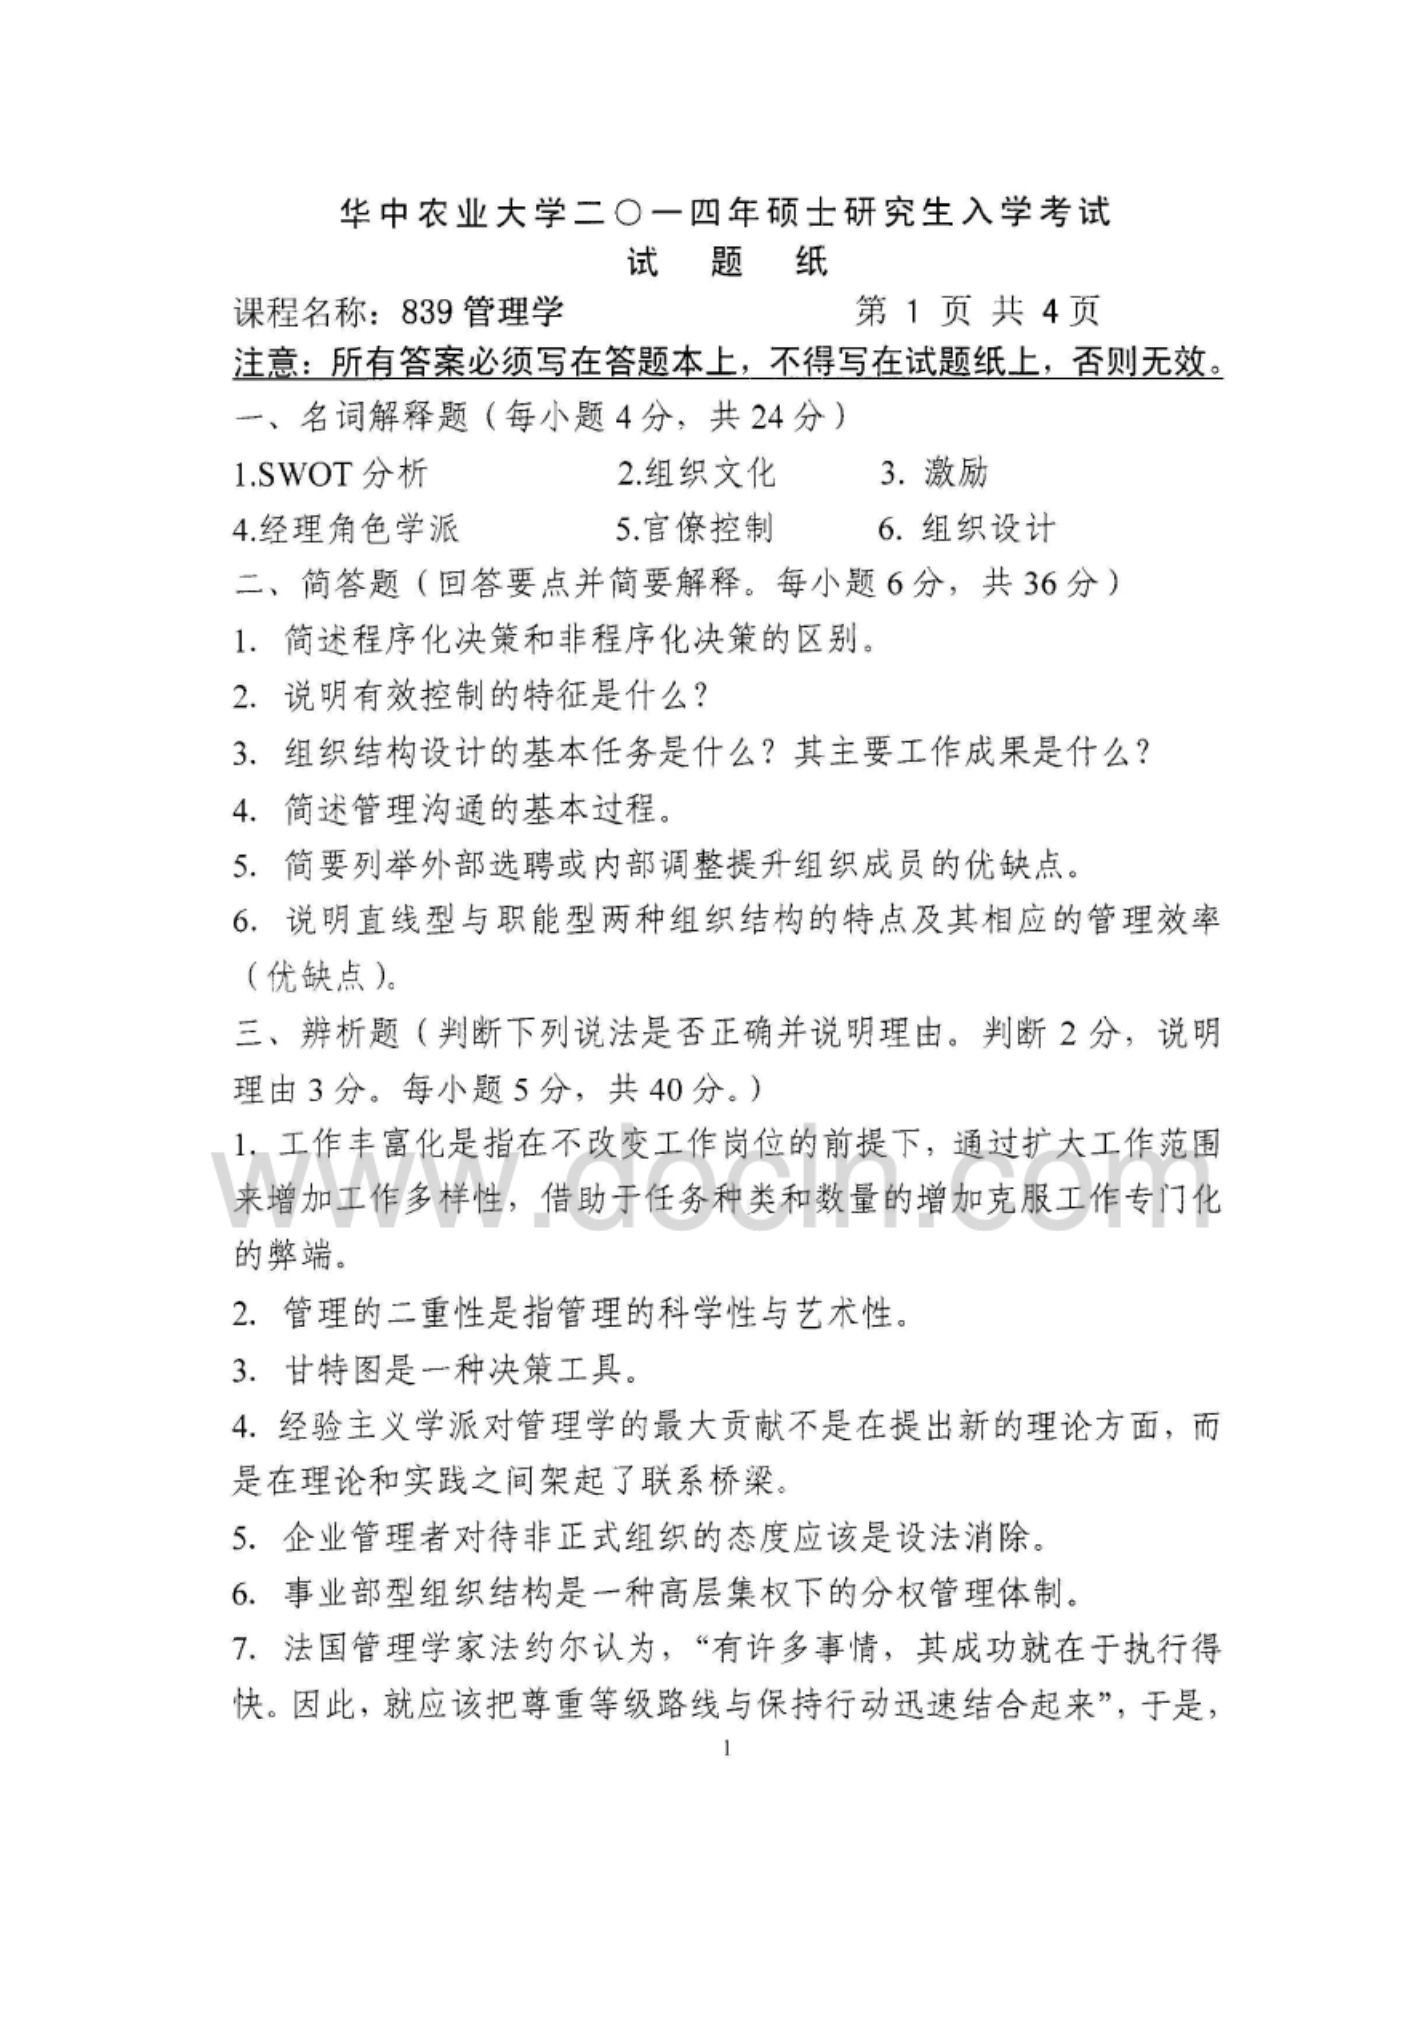 华中农业大学二〇一四年硕士研究生入学考试
试 题 纸
课程名称：839 管理学 第 1 页 共 4 页
注意：所有答案必须写在答题本上，不得写在试题纸上，否则无效。
一、名词解释题（每小题 4 分，共 24 分）
1.SWOT 分析 2.组织文化 3. 激励
4.经理角色学派 5.官僚控制 6. 组织设计
二、简答题（回答要点并简要解释。每小题 6 分，共 36 分）
1. 简述程序化决策和非程序化决策的区别。
2. 说明有效控制的特征是什么？
3. 组织结构设计的基本任务是什么？其主要工作成果是什么？
4. 简述管理沟通的基本过程。
5. 简要列举外部选聘或内部调整提升组织成员的优缺点。
6. 说明直线型与职能型两种组织结构的特点及其相应的管理效率
（优缺点）。
三、辨析题（判断下列说法是否正确并说明理由。判断 2 分，说明
理由 3 分。每小题 5 分，共 40 分。）
1. 工作丰富化是指在不改变工作岗位的前提下，通过扩大工作范围
来增加工作多样性，借助于任务种类和数量的增加克服工作专门化
的弊端。
www.docin.com
2. 管理的二重性是指管理的科学性与艺术性。
3. 甘特图是一种决策工具。
4. 经验主义学派对管理学的最大贡献不是在提出新的理论方面，而
是在理论和实践之间架起了联系桥梁。
5. 企业管理者对待非正式组织的态度应该是设法消除。
6. 事业部型组织结构是一种高层集权下的分权管理体制。
7. 法国管理学家法约尔认为，“有许多事情，其成功就在于执行得
快。因此，就应该把尊重等级路线与保持行动迅速结合起来”，于是，
1